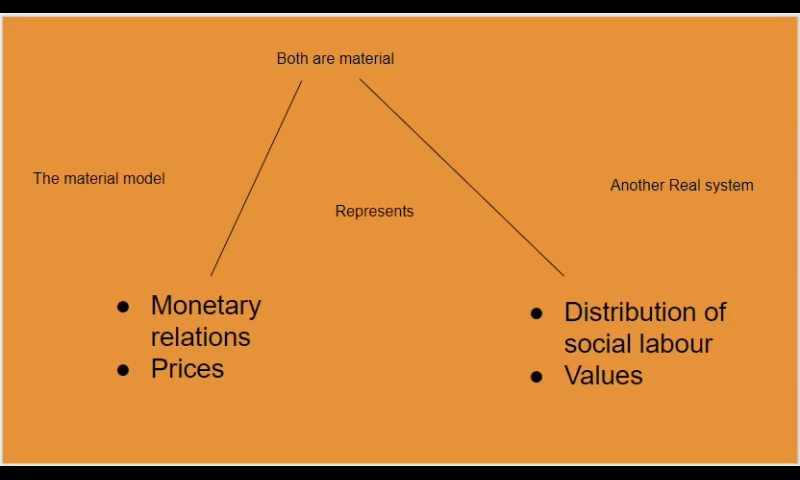 Both are material
The material model
Another Real system
Represents
● Monetary
relations
● Prices
● Distribution of
social labour
● Values